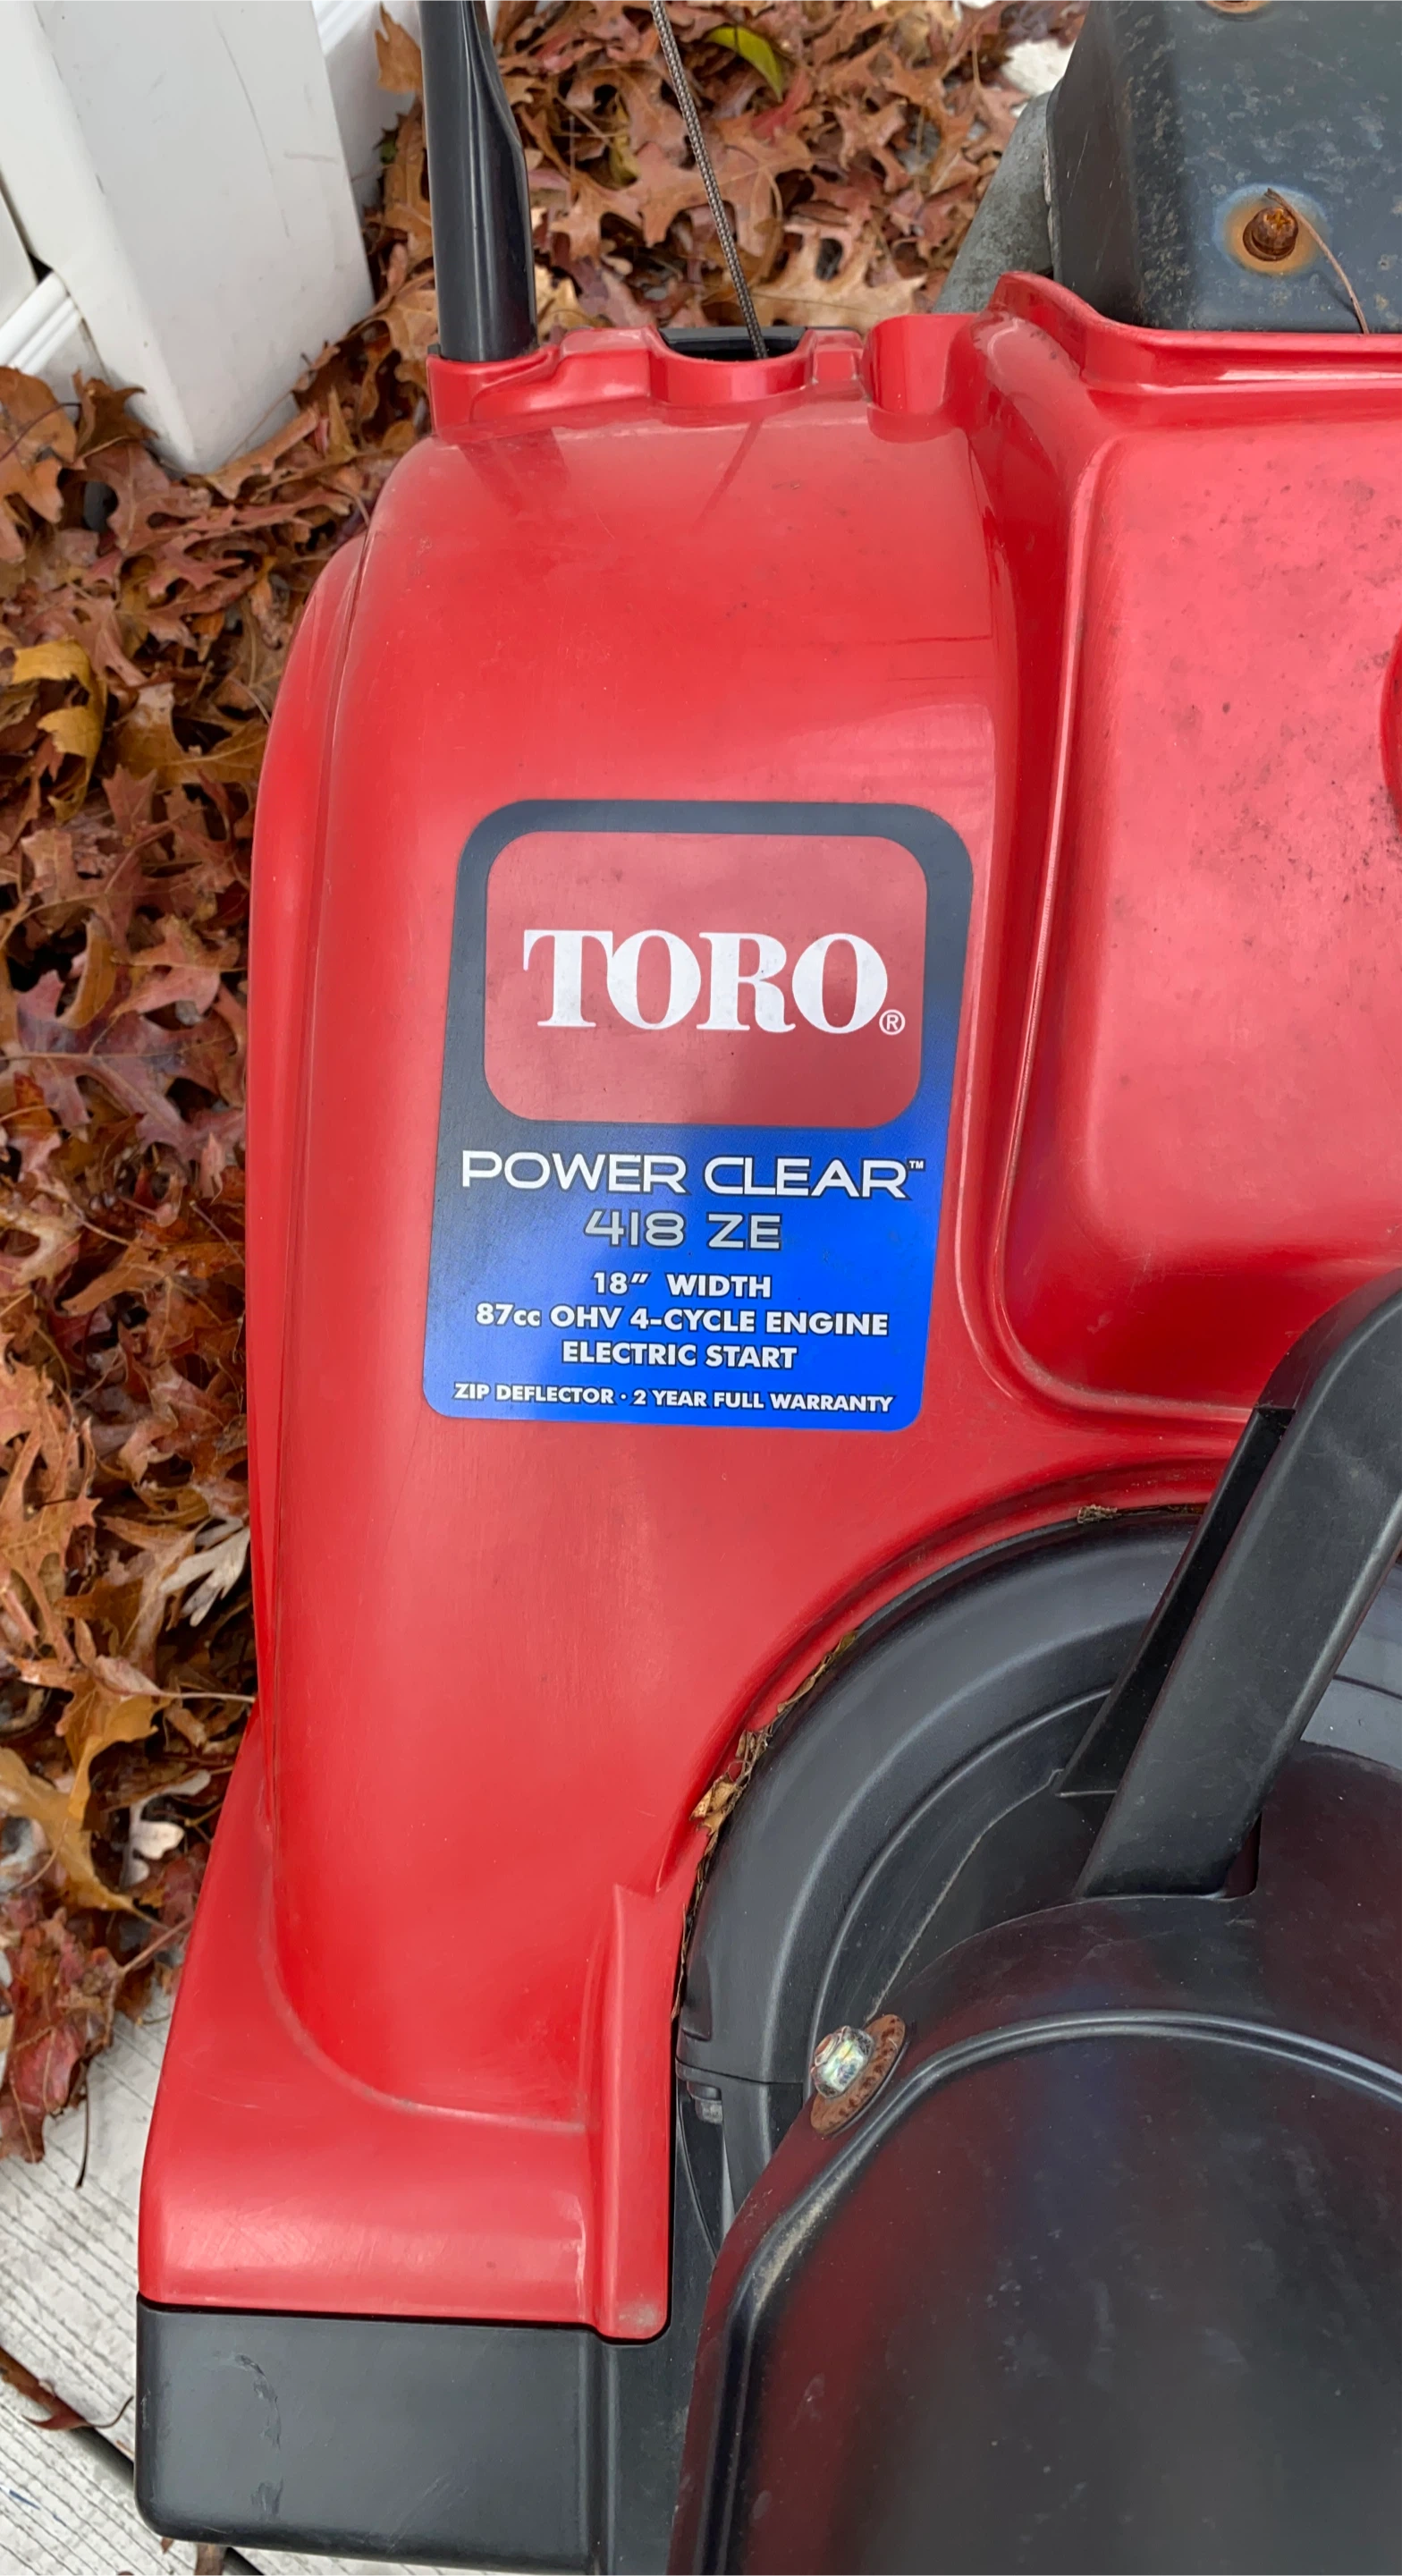 TORO®
POWER CLEAR™
418 ZE
18" WIDTH
87cc OHV 4-CYCLE ENGINE
ELECTRIC START
ZIP DEFLECTOR · 2 YEAR FULL WARRANTY